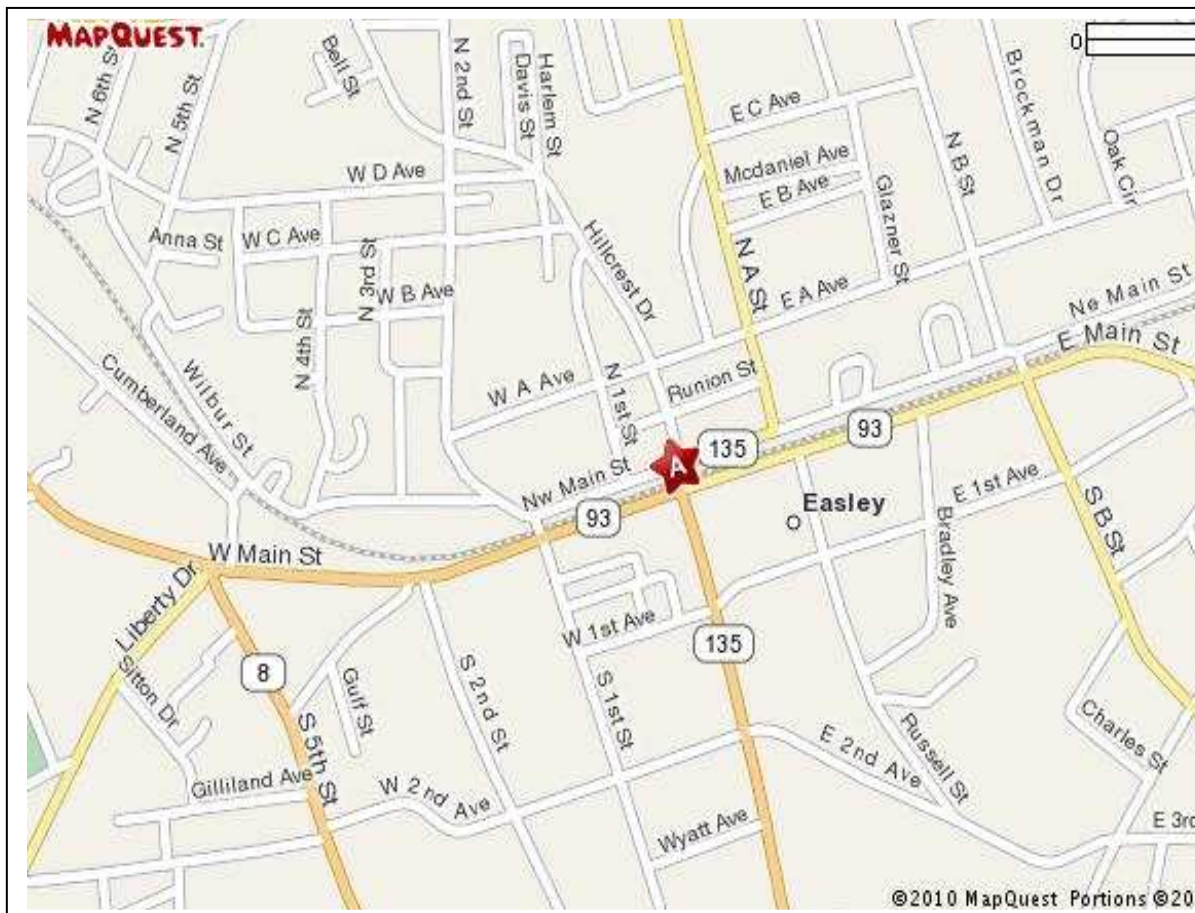 MAPQUEST.
0
Bell St
N 6th St
N 5th St
N 2nd St
Davis St
Harlem St
E C Ave
Brockman Dr
Oak Cir
N B St
Mcdaniel Ave
E B Ave
Glazner St
W D Ave
Anna St
W C Ave
N 3rd St
W B Ave
Hillcrest Dr
N A St
E A Ave
Ne Main St
E Main St
N 4th St
Cumberland Ave
Wilbur St
W A Ave
N 1st St
Runion St
Nw Main St
A
135
93
93
Easley
E 1st Ave
Bradley Ave
S B St
W Main St
Liberty Dr
Sitton Dr
8
Gulf St
S 5th St
S 2nd St
W 1st Ave
S 1st St
135
Russell St
Charles St
Gilliland Ave
W 2nd Ave
E 2nd Ave
Wyatt Ave
E 3rd
©2010 MapQuest Portions ©20